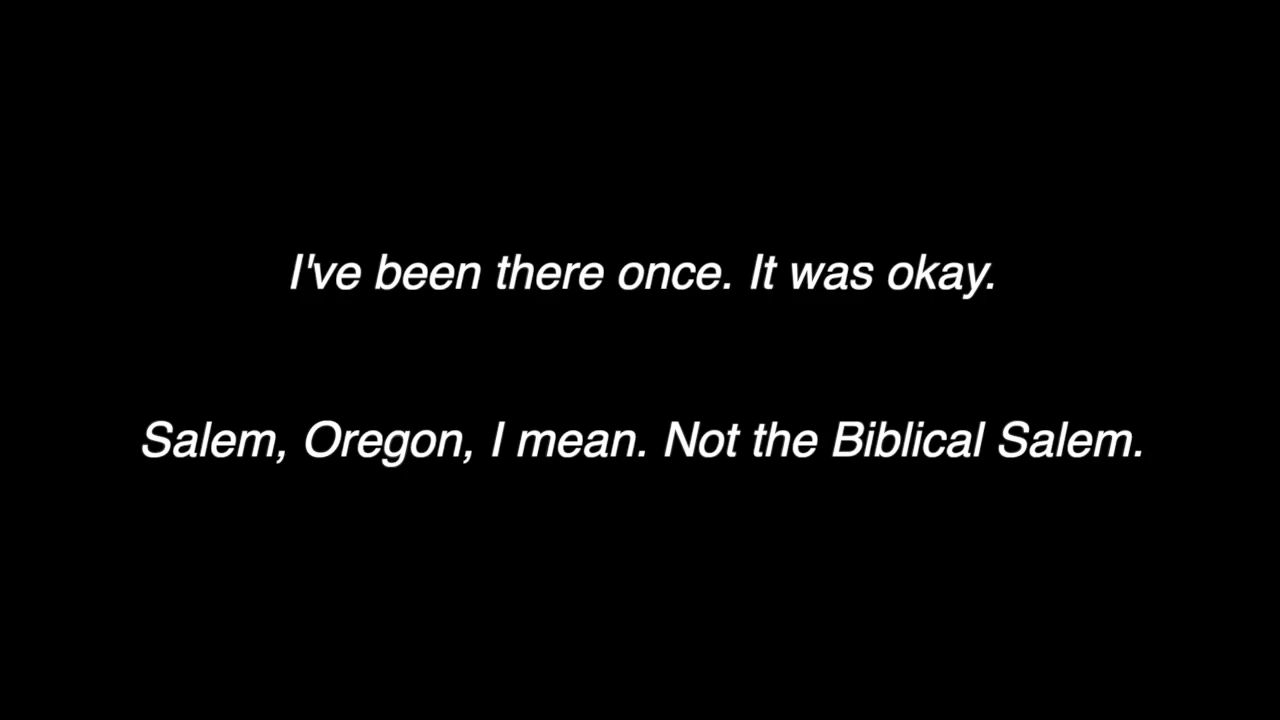 I've been there once. It was okay.
Salem, Oregon, I mean. Not the Biblical Salem.